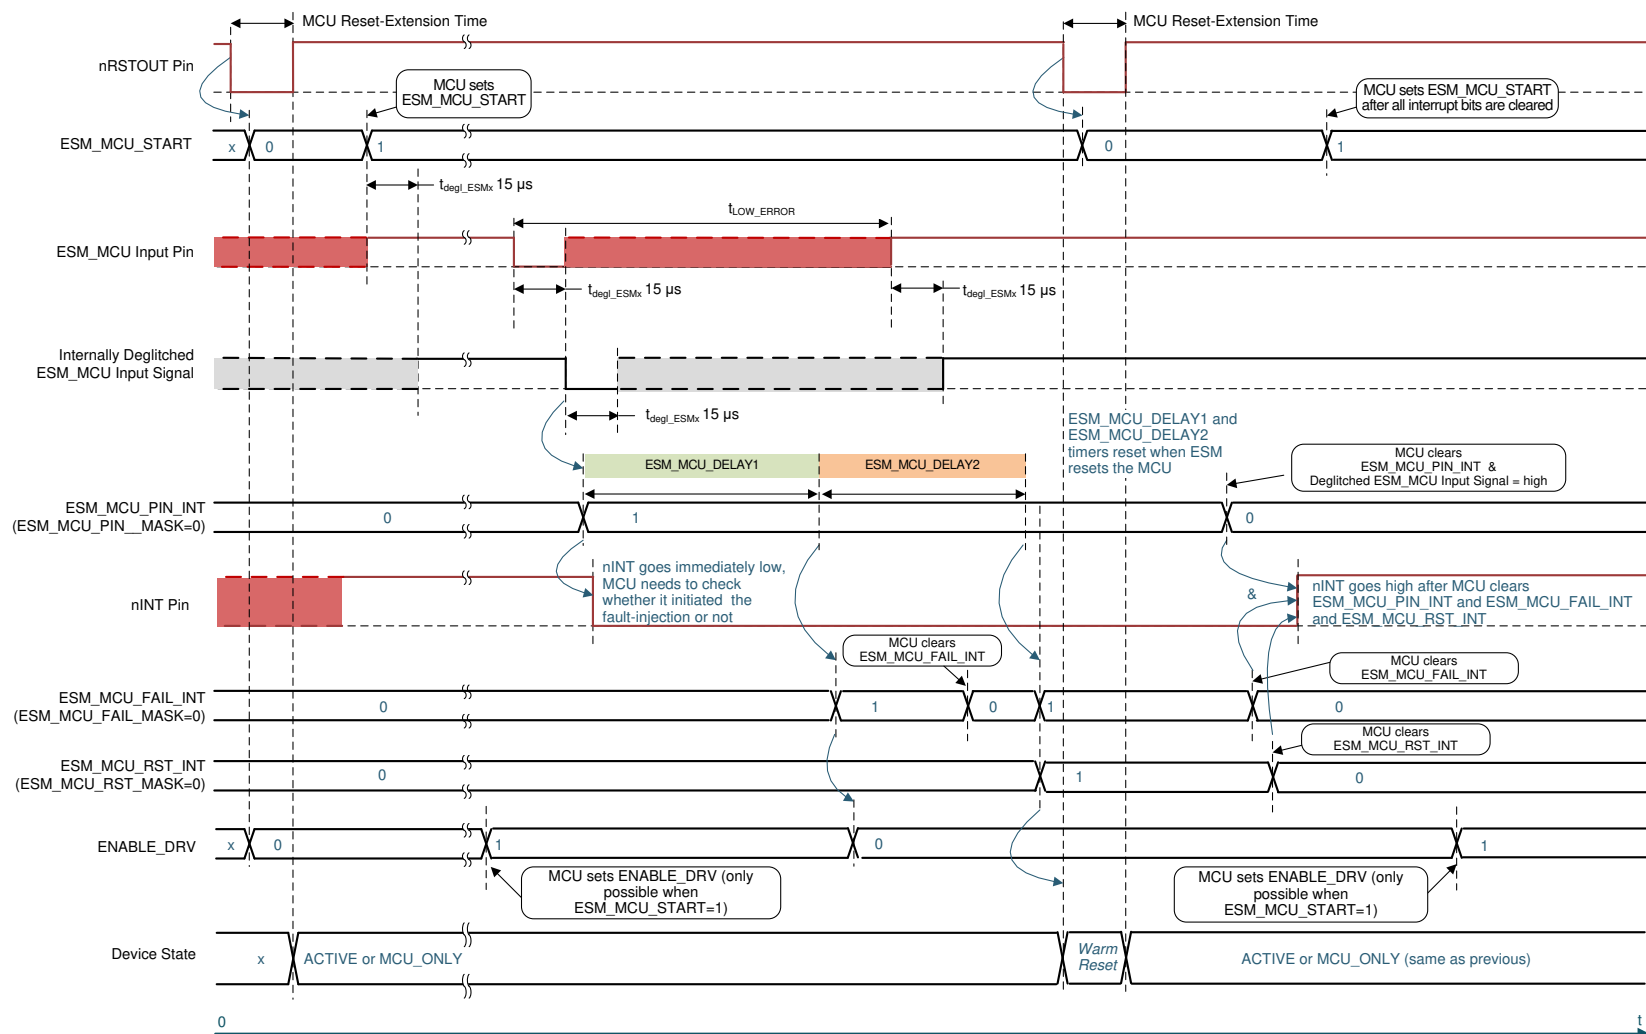 MCU Reset-Extension Time
MCU Reset-Extension Time
nRSTOUT Pin
MCU sets
ESM_MCU_START
MCU sets ESM_MCU_START
after all interrupt bits are cleared
ESM_MCU_START
x
0
1
0
1
tdegl_ESMx 15 µs
tLOW_ERROR
ESM_MCU Input Pin
tdegl_ESMx 15 µs
tdegl_ESMx 15 µs
Internally Deglitched
ESM_MCU Input Signal
tdegl_ESMx 15 µs
ESM_MCU_DELAY1 and
ESM_MCU_DELAY2
timers reset when ESM
resets the MCU
ESM_MCU_DELAY1
ESM_MCU_DELAY2
MCU clears
ESM_MCU_PIN_INT &
Deglitched ESM_MCU Input Signal = high
ESM_MCU_PIN_INT
(ESM_MCU_PIN__MASK=0)
0
1
0
nINT Pin
nINT goes immediately low,
MCU needs to check
whether it initiated the
fault-injection or not
&
nINT goes high after MCU clears
ESM_MCU_PIN_INT and ESM_MCU_FAIL_INT
and ESM_MCU_RST_INT
MCU clears
ESM_MCU_FAIL_INT
MCU clears
ESM_MCU_FAIL_INT
ESM_MCU_FAIL_INT
(ESM_MCU_FAIL_MASK=0)
0
1
0
1
0
MCU clears
ESM_MCU_RST_INT
ESM_MCU_RST_INT
(ESM_MCU_RST_MASK=0)
0
1
0
ENABLE_DRV
x
0
1
0
1
MCU sets ENABLE_DRV (only
possible when
ESM_MCU_START=1)
MCU sets ENABLE_DRV (only
possible when
ESM_MCU_START=1)
Device State
x
ACTIVE or MCU_ONLY
Warm
Reset
ACTIVE or MCU_ONLY (same as previous)
0
t